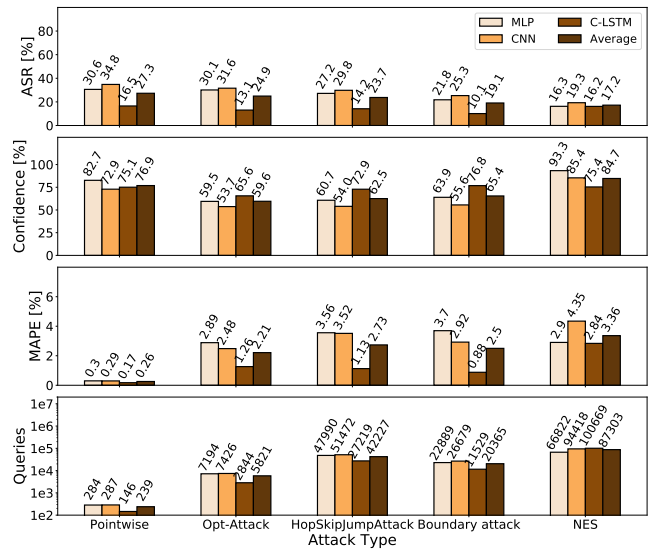 MLP
CNN
C-LSTM
Average
ASR [%]
80
60
40
20
0
30.6 34.8 16.5 27.3
30.1 31.6 13.1 24.9
27.2 29.8 14.2 23.7
21.8 25.3 10.1 19.1
16.3 19.3 16.2 17.2
Confidence [%]
100
75
50
25
0
82.7 72.9 75.1 76.9
59.5 53.7 65.6 59.6
60.7 54.0 72.9 62.5
63.9 55.6 76.8 65.4
93.3 85.4 75.4 84.7
MAPE [%]
6
4
2
0
0.3 0.29 0.17 0.26
2.89 2.48 1.26 2.21
3.56 3.52 1.13 2.73
3.7 2.92 0.88 2.5
2.9 4.35 2.84 3.36
Queries
1e7
1e6
1e5
1e4
1e3
1e2
284 287 146 239
7194 7426 2844 5821
47990 51472 27219 42227
22889 26679 11529 20365
66822 94418 100669 87303
Pointwise Opt-Attack HopSkipJumpAttack Boundary attack NES
Attack Type